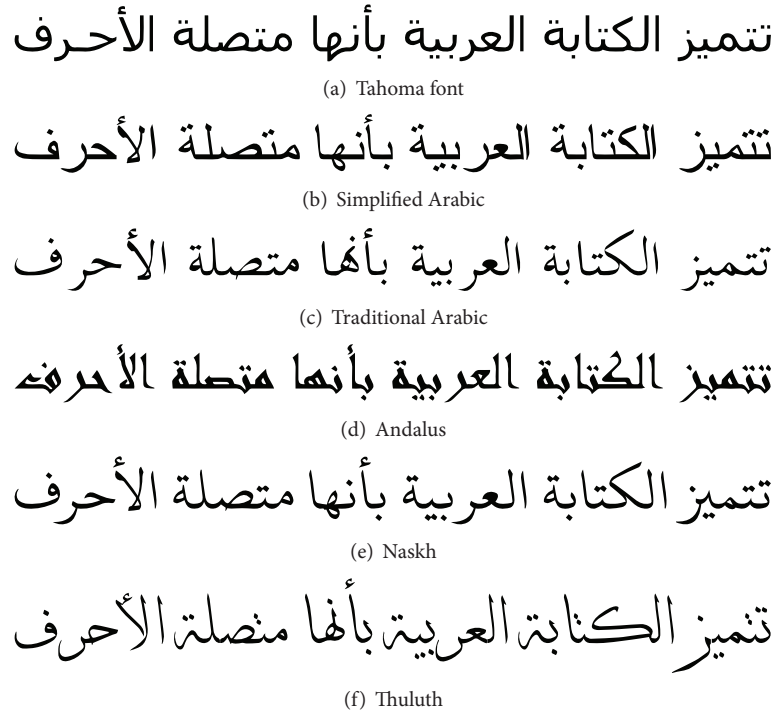 تتميز الكتابة العربية بأنها متصلة الأحـرف
(a) Tahoma font
تتميز الكتابة العربية بأنها متصلة الأحرف
(b) Simplified Arabic
تتميز الكتابة العربية بأنها متصلة الأحرف
(c) Traditional Arabic
تتميز الكتابة العربية بأنها متصلة الأحرف
(d) Andalus
تتميز الكتابة العربية بأنها متصلة الأحرف
(e) Naskh
تتميز الكتابة العربية بأنها متصلة الأحرف
(f) Thuluth